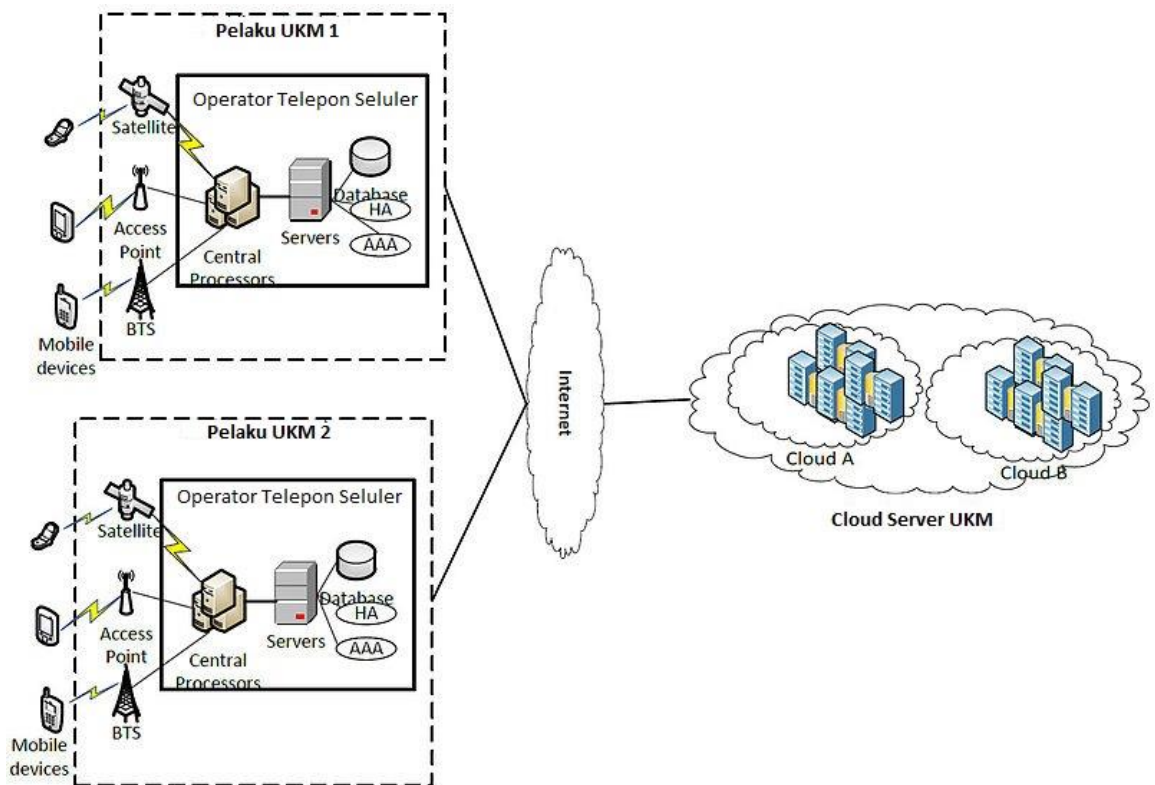 Pelaku UKM 1
Operator Telepon Seluler
Satellite
Database
HA
AAA
Servers
Access
Point
Central
Processors
BTS
Mobile
devices
Pelaku UKM 2
Operator Telepon Seluler
Satellite
Database
HA
AAA
Servers
Access
Point
Central
Processors
BTS
Mobile
devices
Internet
Cloud A
Cloud B
Cloud Server UKM